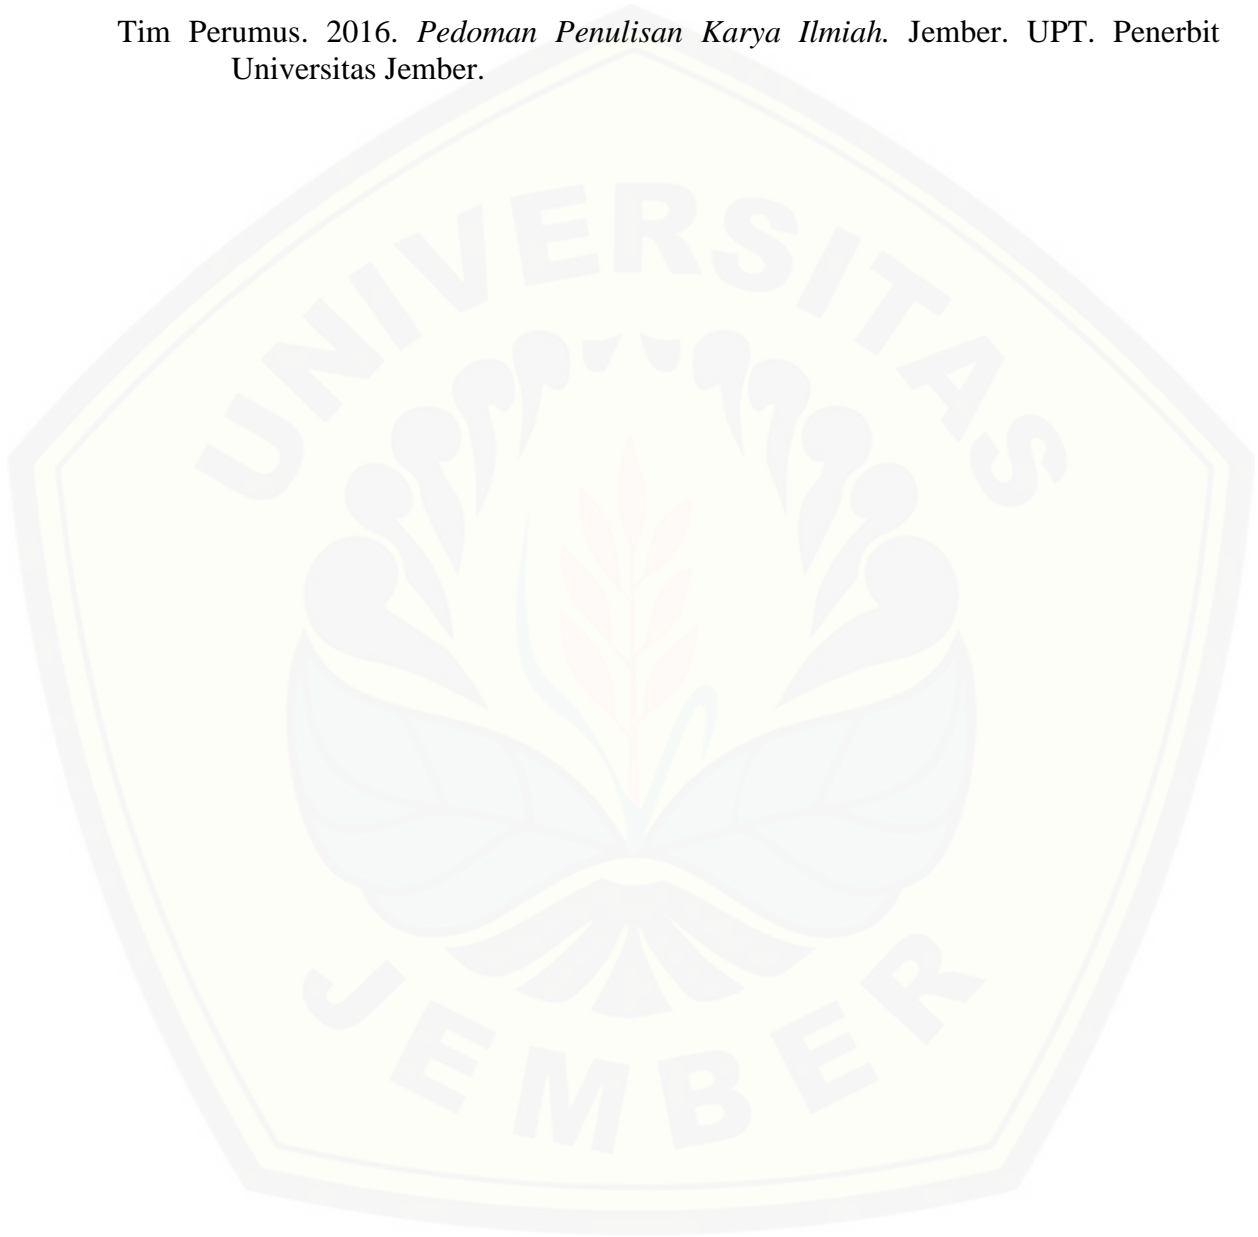 Tim Perumus. 2016. Pedoman Penulisan Karya Ilmiah. Jember. UPT. Penerbit
Universitas Jember.
UNIVERSITAS
JEMBER